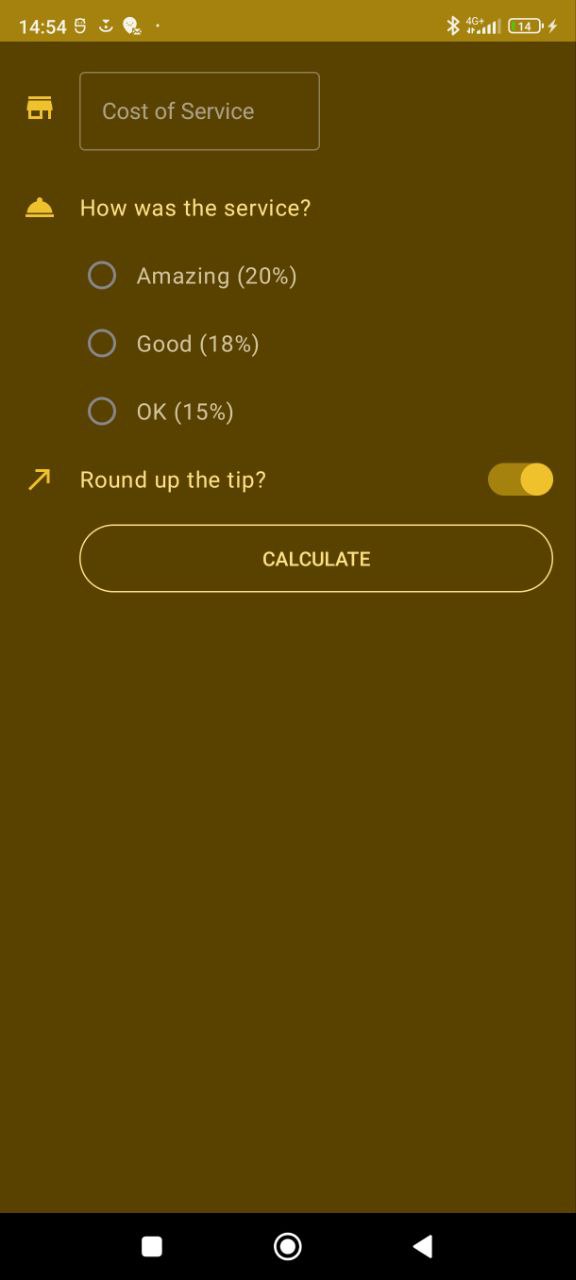 14:54 4G+ 14
Cost of Service
How was the service?
Amazing (20%)
Good (18%)
OK (15%)
Round up the tip?
CALCULATE